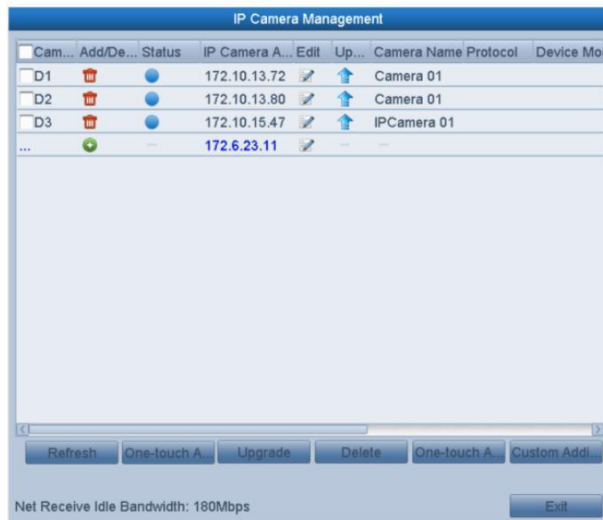 IP Camera Management
Cam... Add/De... Status IP Camera A... Edit Up... Camera Name Protocol Device Mo
D1 172.10.13.72 Camera 01
D2 172.10.13.80 Camera 01
D3 172.10.15.47 IPCamera 01
... — 172.6.23.11 — —
Refresh One-touch A... Upgrade Delete One-touch A... Custom Addi...
Net Receive Idle Bandwidth: 180Mbps Exit